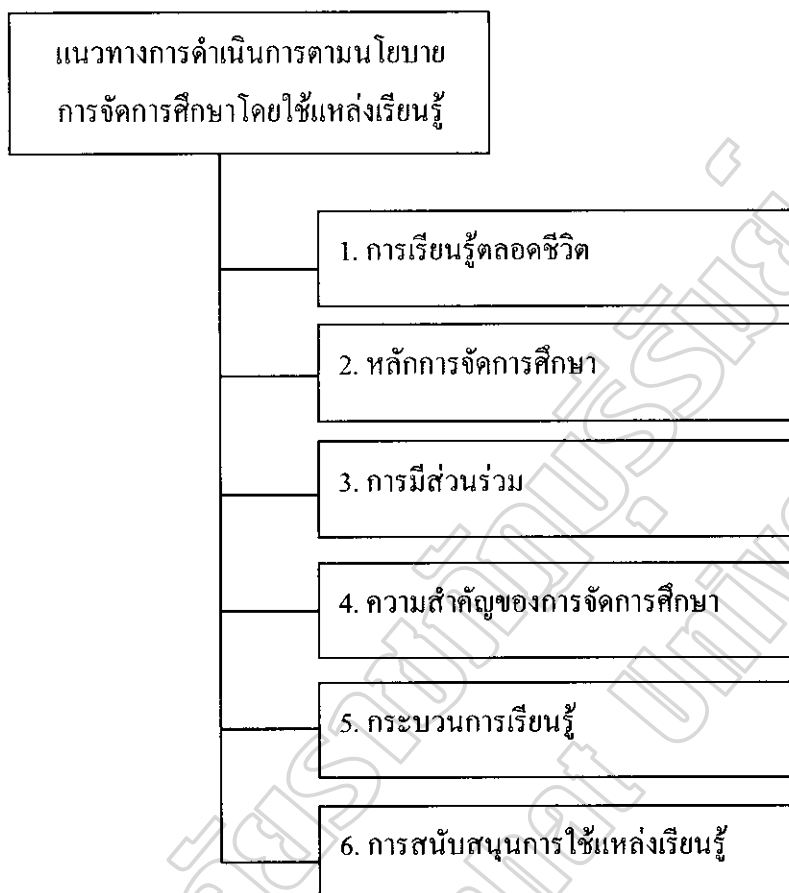 แนวทางการดำเนินการตามนโยบาย
การจัดการศึกษาโดยใช้แหล่งเรียนรู้
1. การเรียนรู้ตลอดชีวิต
2. หลักการจัดการศึกษา
3. การมีส่วนร่วม
4. ความสำคัญของการจัดการศึกษา
5. กระบวนการเรียนรู้
6. การสนับสนุนการใช้แหล่งเรียนรู้